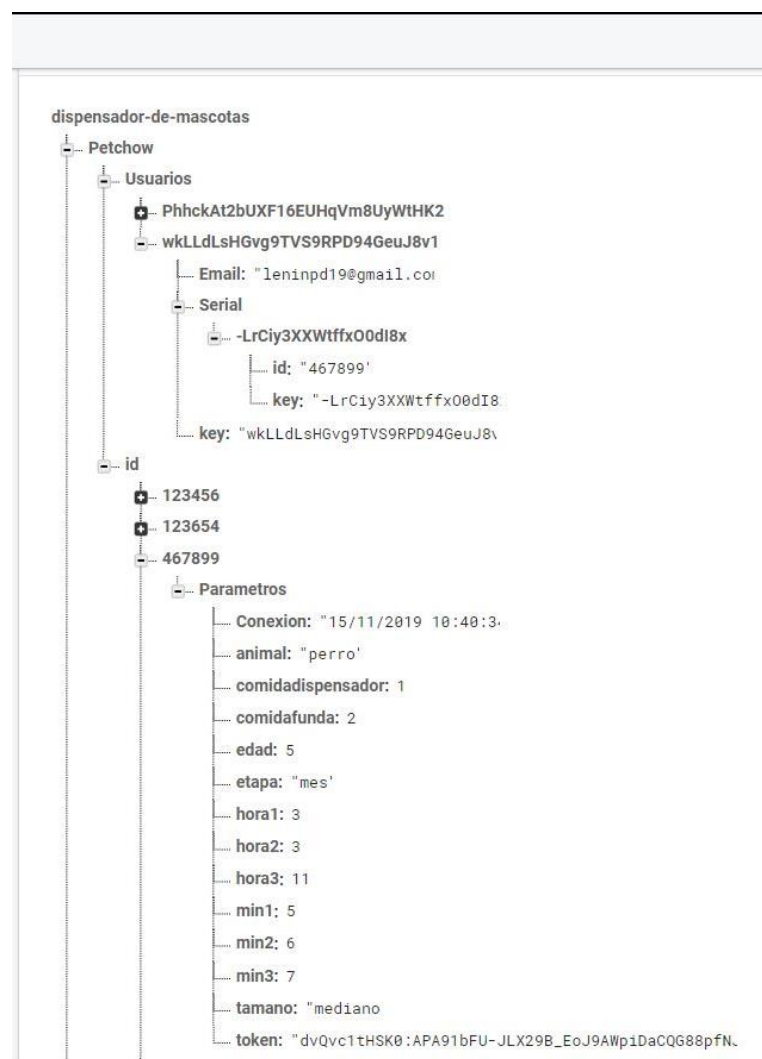 dispensador-de-mascotas
Petchow
Usuarios
PhhckAt2bUXF16EUHqVm8UyWtHK2
wkLLdLsHGvg9TVS9RPD94GeuJ8v1
Email: "leninpd19@gmail.co
Serial
-LrCiy3XXWtffxO0dI8x
id: "467899'
key: "-LrCiy3XXWtffxO0dI8
key: "wkLLdLsHGvg9TVS9RPD94GeuJ8
id
123456
123654
467899
Parametros
Conexion: "15/11/2019 10:40:3
animal: "perro'
comidadispensador: 1
comidafunda: 2
edad: 5
etapa: "mes'
hora1: 3
hora2: 3
hora3: 11
min1: 5
min2: 6
min3: 7
tamano: "mediano
token: "dvQvc1tHSK0:APA91bFU-JLX29B_EoJ9AWpiDaCQG88pfN